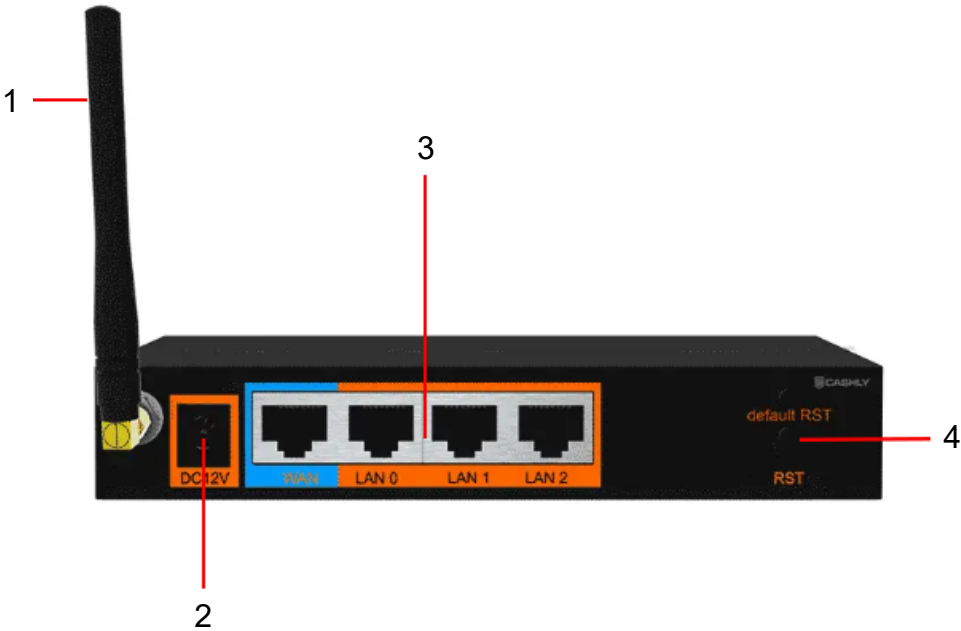 1
3
CASHLY
default RST
4
DC12V
WAN
LAN 0
LAN 1
LAN 2
RST
2